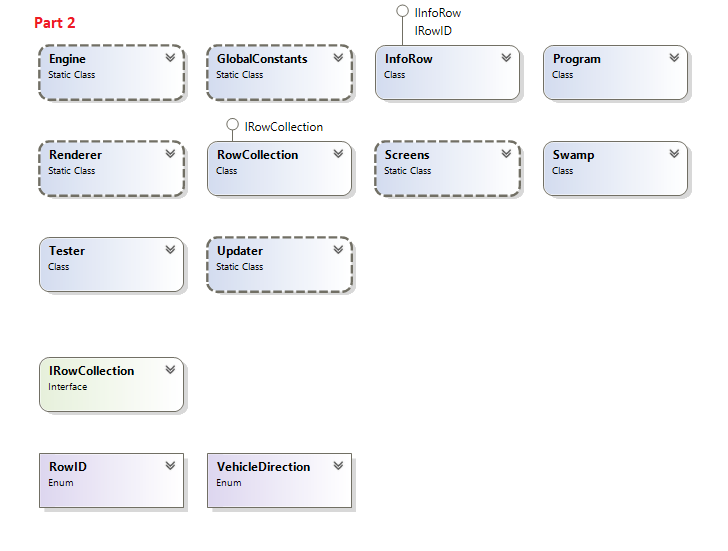 Part 2
IInfoRow
IRowID
Engine
Static Class
GlobalConstants
Static Class
InfoRow
Class
Program
Class
IRowCollection
Renderer
Static Class
RowCollection
Class
Screens
Static Class
Swamp
Class
Tester
Class
Updater
Static Class
IRowCollection
Interface
RowID
Enum
VehicleDirection
Enum